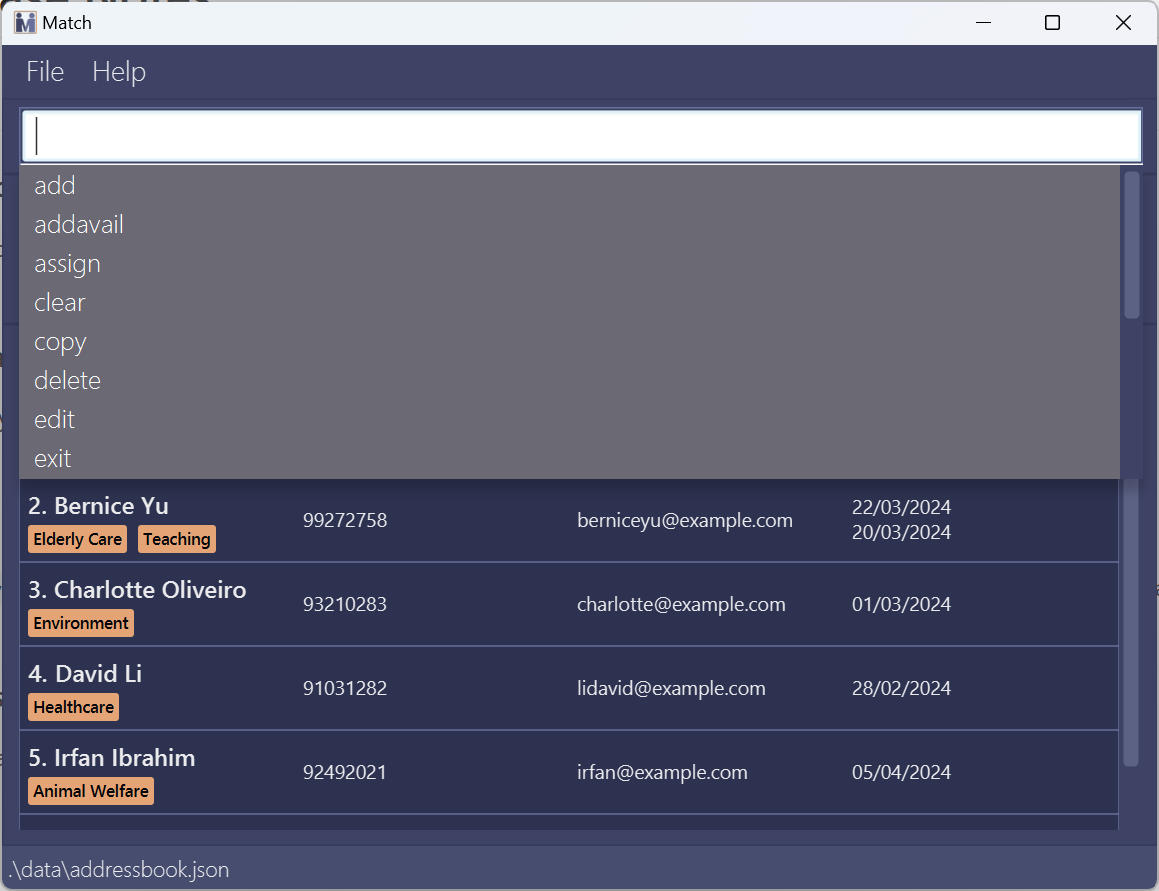 Match
File Help
add
addavail
assign
clear
copy
delete
edit
exit
2. Bernice Yu
Elderly Care Teaching
99272758
berniceyu@example.com
22/03/2024
20/03/2024
3. Charlotte Oliveiro
Environment
93210283
charlotte@example.com
01/03/2024
4. David Li
Healthcare
91031282
lidavid@example.com
28/02/2024
5. Irfan Ibrahim
Animal Welfare
92492021
irfan@example.com
05/04/2024
.\data\addressbook.json